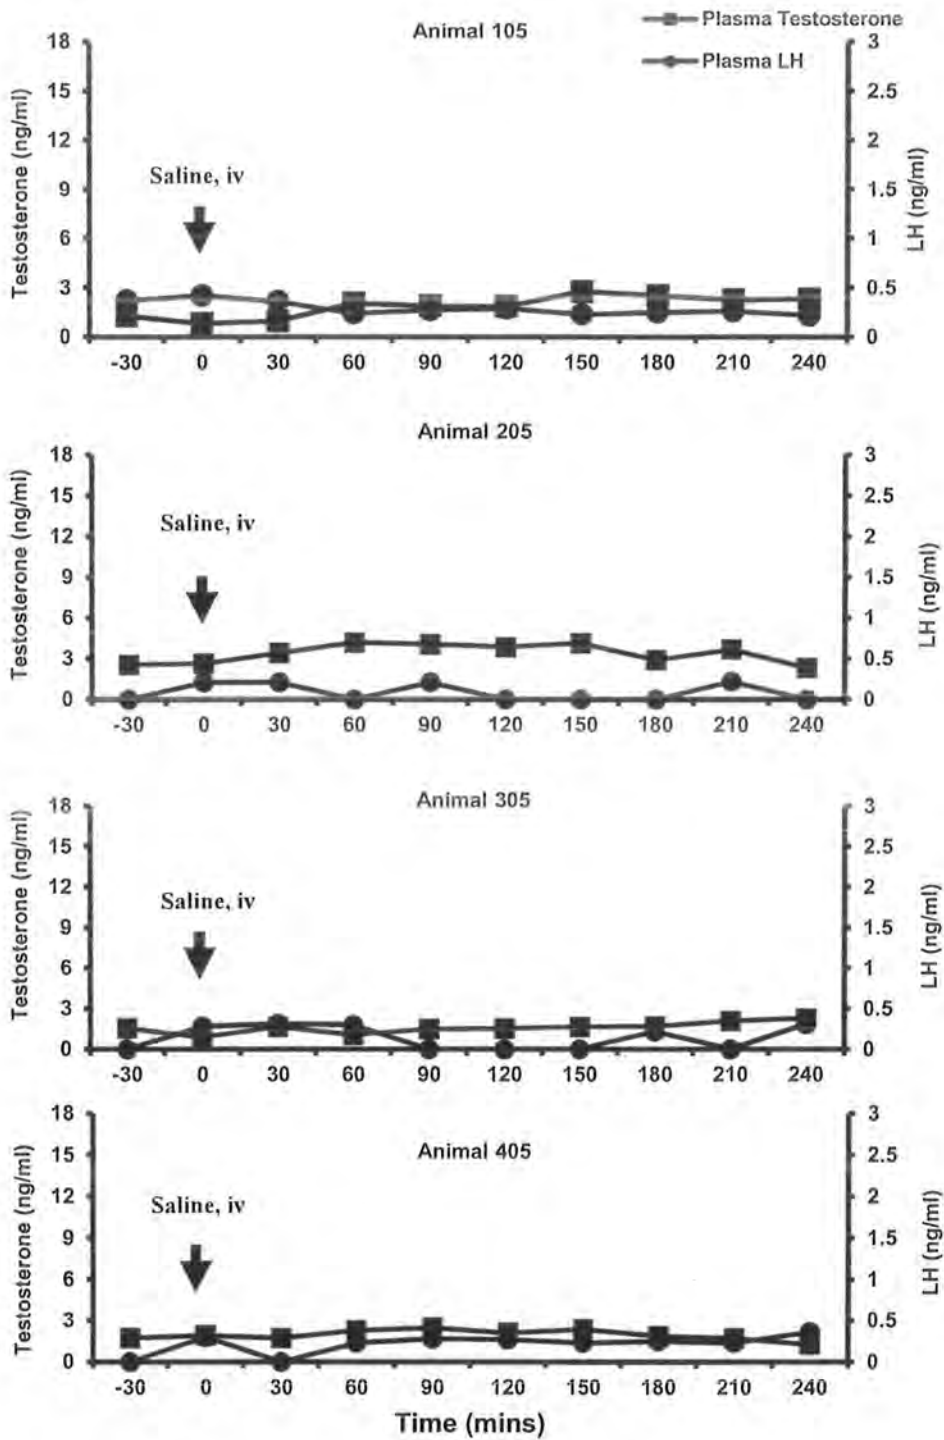 Animal 105
Plasma Testosterone
Plasma LH
Testosterone (ng/ml)
18
15
12
9
6
3
0
Saline, iv
3
2.5
2
1.5
1
0.5
0
LH (ng/ml)
-30 0 30 60 90 120 150 180 210 240
Animal 205
Testosterone (ng/ml)
18
15
12
9
6
3
0
Saline, iv
3
2.5
2
1.5
1
0.5
0
LH (ng/ml)
-30 0 30 60 90 120 150 180 210 240
Animal 305
Testosterone (ng/ml)
18
15
12
9
6
3
0
Saline, iv
3
2.5
2
1.5
1
0.5
0
LH (ng/ml)
-30 0 30 60 90 120 150 180 210 240
Animal 405
Testosterone (ng/ml)
18
15
12
9
6
3
0
Saline, iv
3
2.5
2
1.5
1
0.5
0
LH (ng/ml)
-30 0 30 60 90 120 150 180 210 240
Time (mins)